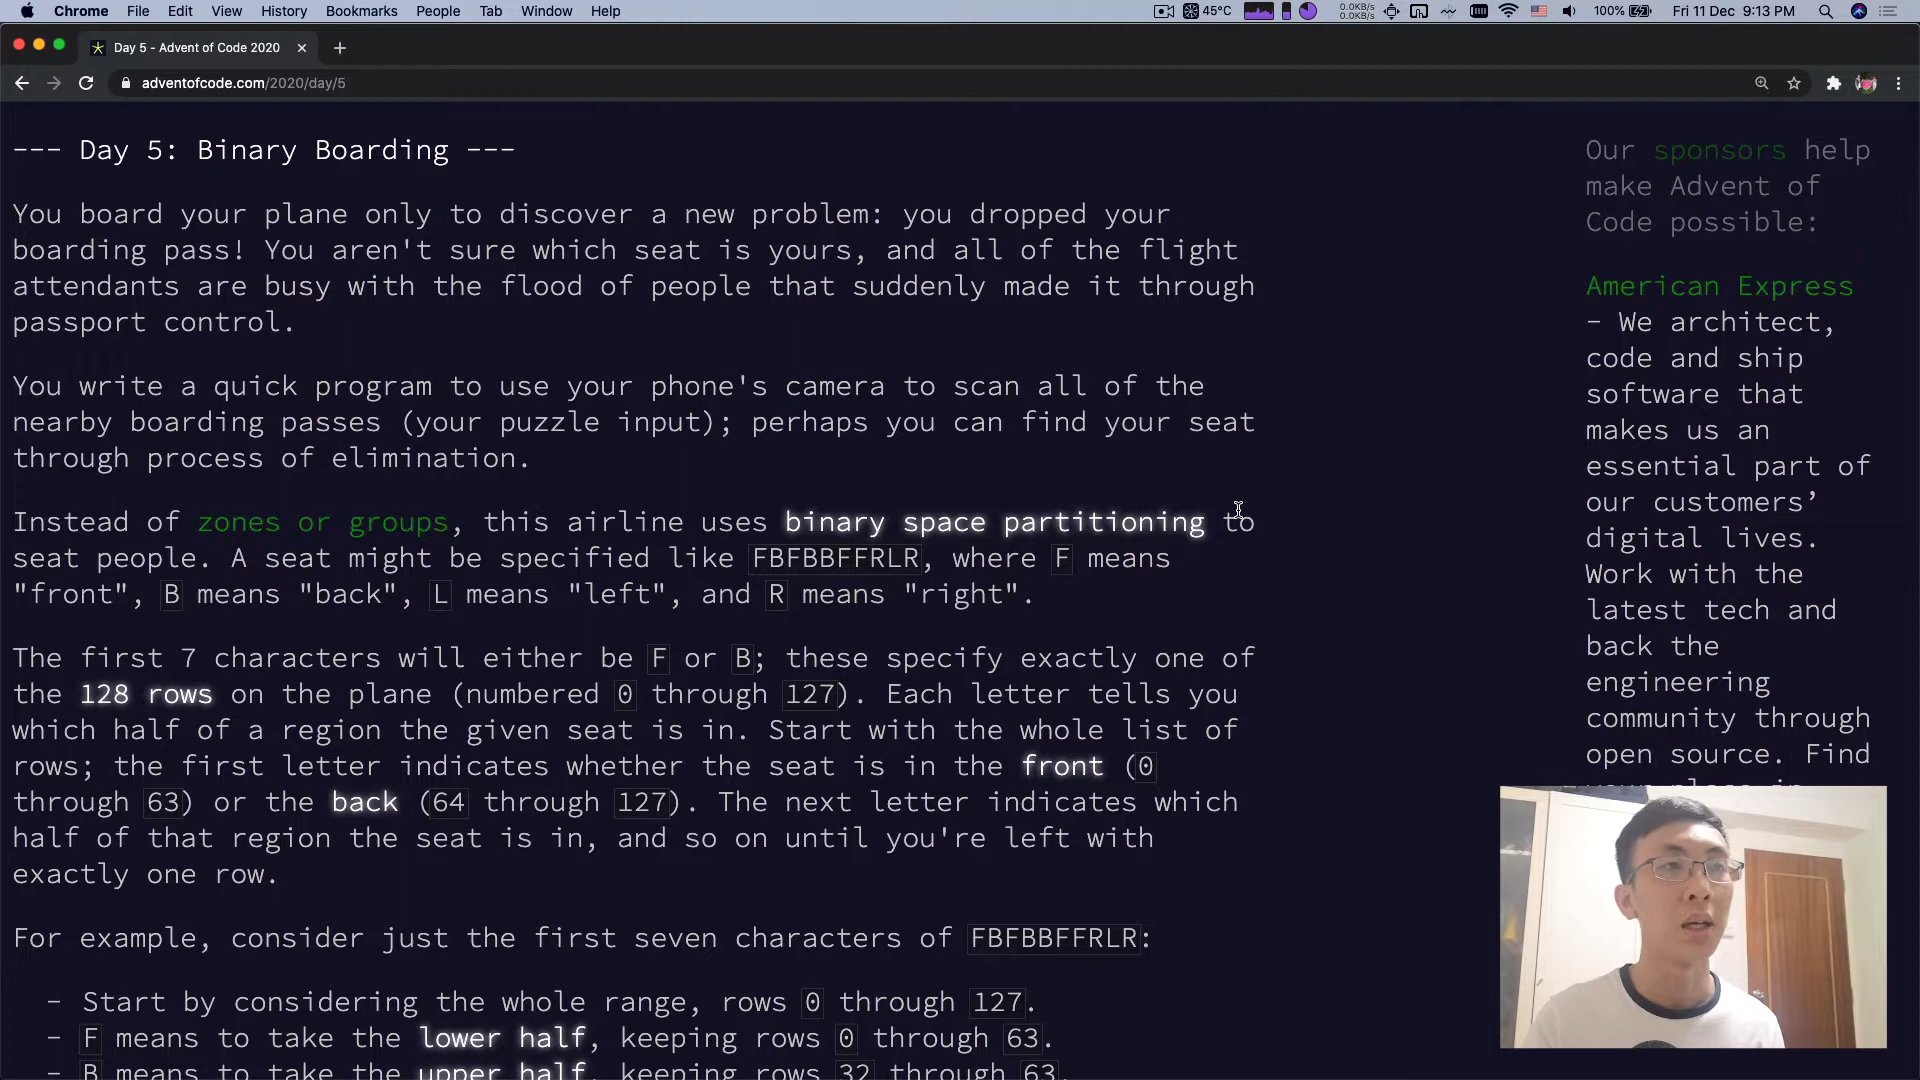 Chrome File Edit View History Bookmarks People Tab Window Help 45°C 0.0KB/s 0.0KB/s 100% Fri 11 Dec 9:13 PM
Day 5 - Advent of Code 2020
adventofcode.com/2020/day/5
--- Day 5: Binary Boarding ---
You board your plane only to discover a new problem: you dropped your
boarding pass! You aren't sure which seat is yours, and all of the flight
attendants are busy with the flood of people that suddenly made it through
passport control.
You write a quick program to use your phone's camera to scan all of the
nearby boarding passes (your puzzle input); perhaps you can find your seat
through process of elimination.
Instead of zones or groups, this airline uses binary space partitioning to
seat people. A seat might be specified like FBFBBFFRLR, where F means
"front", B means "back", L means "left", and R means "right".
The first 7 characters will either be F or B; these specify exactly one of
the 128 rows on the plane (numbered 0 through 127). Each letter tells you
which half of a region the given seat is in. Start with the whole list of
rows; the first letter indicates whether the seat is in the front (0
through 63) or the back (64 through 127). The next letter indicates which
half of that region the seat is in, and so on until you're left with
exactly one row.
For example, consider just the first seven characters of FBFBBFFRLR:
- Start by considering the whole range, rows 0 through 127.
- F means to take the lower half, keeping rows 0 through 63.
- B means to take the upper half, keeping rows 32 through 63.
Our sponsors help
make Advent of
Code possible:
American Express
- We architect,
code and ship
software that
makes us an
essential part of
our customers’
digital lives.
Work with the
latest tech and
back the
engineering
community through
open source. Find